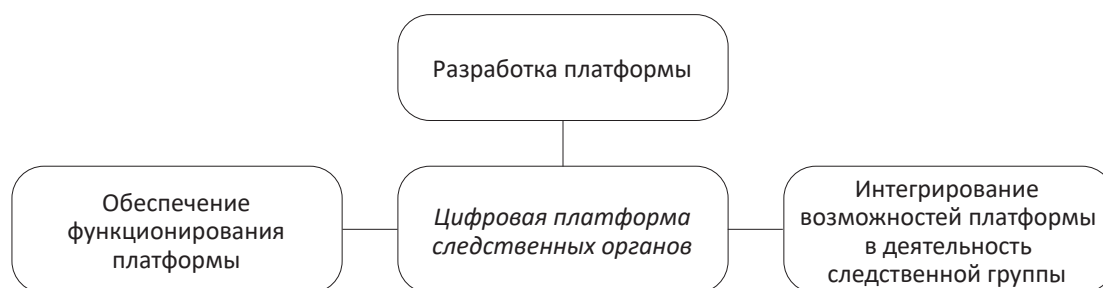 Разработка платформы
Обеспечение
функционирования
платформы
Цифровая платформа
следственных органов
Интегрирование
возможностей платформы
в деятельность
следственной группы